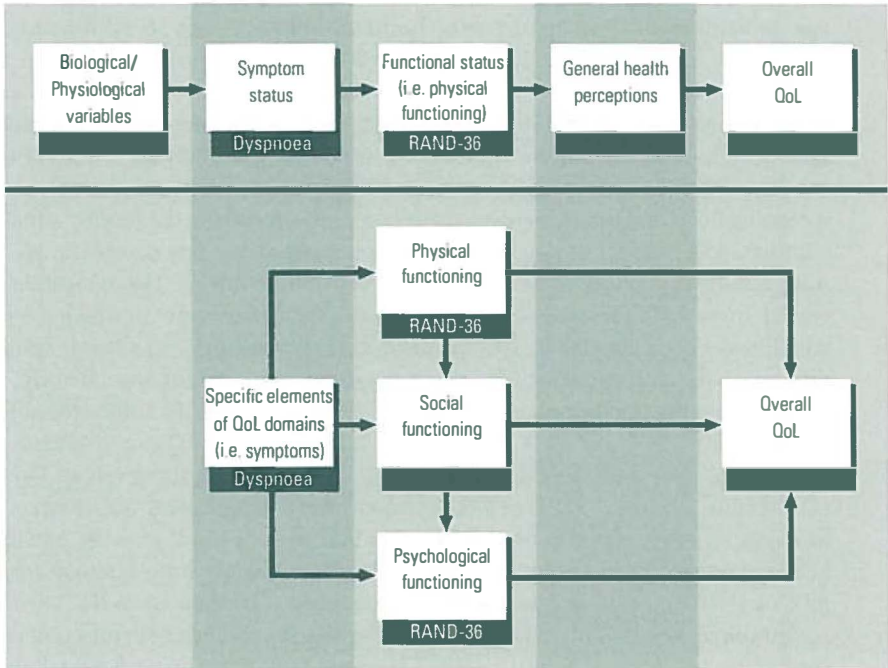 Biological/
Physiological
variables
Symptom
status
Dyspnoea
Functional status
(i.e. physical
functioning)
RAND-36
General health
perceptions
Overall
QoL
Physical
functioning
RAND-36
Specific elements
of QoL domains
(i.e. symptoms)
Dyspnoea
Social
functioning
Qverall
QoL
Psychological
functioning
RAND-36